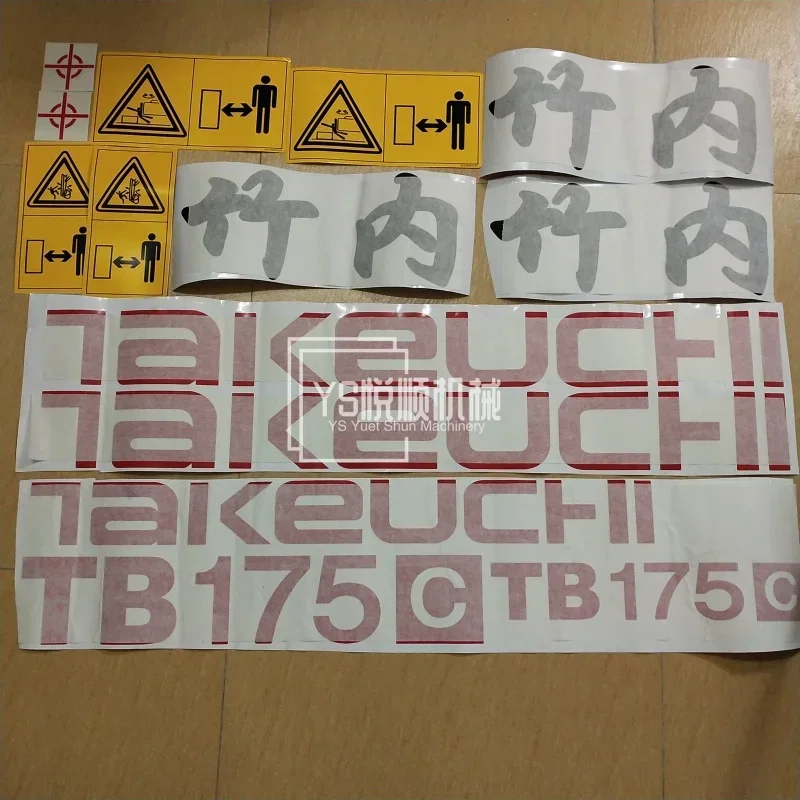 竹内
竹内
竹内
TAKEUCHI
TAKEUCHI
YS悦顺机械
YS Yuet Shun Machinery
TAKEUCHI
TB175C TB175C